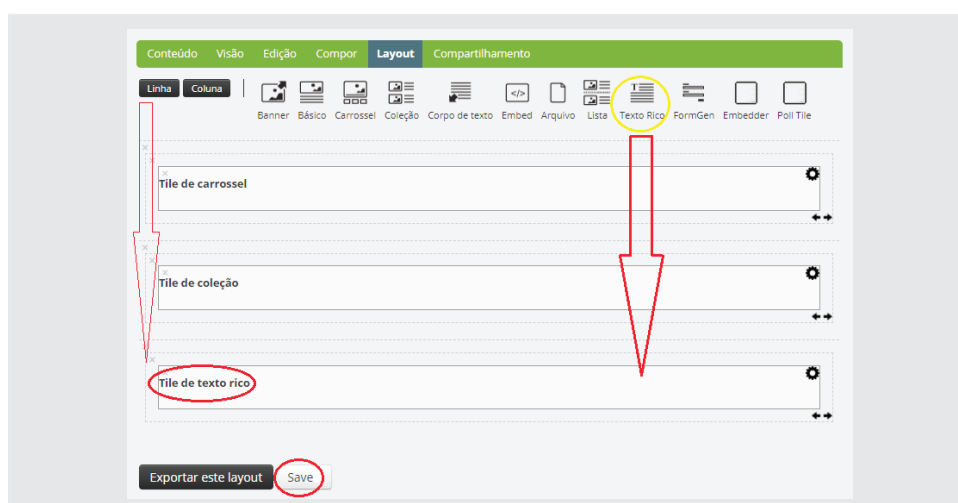 Conteúdo Visão Edição Compor Layout Compartilhamento
Linha Coluna
Banner Básico Carrossel Coleção Corpo de texto Embed Arquivo Lista Texto Rico FormGen Embedder Poll Tile
Tile de carrossel
Tile de coleção
Tile de texto rico
Exportar este layout Save